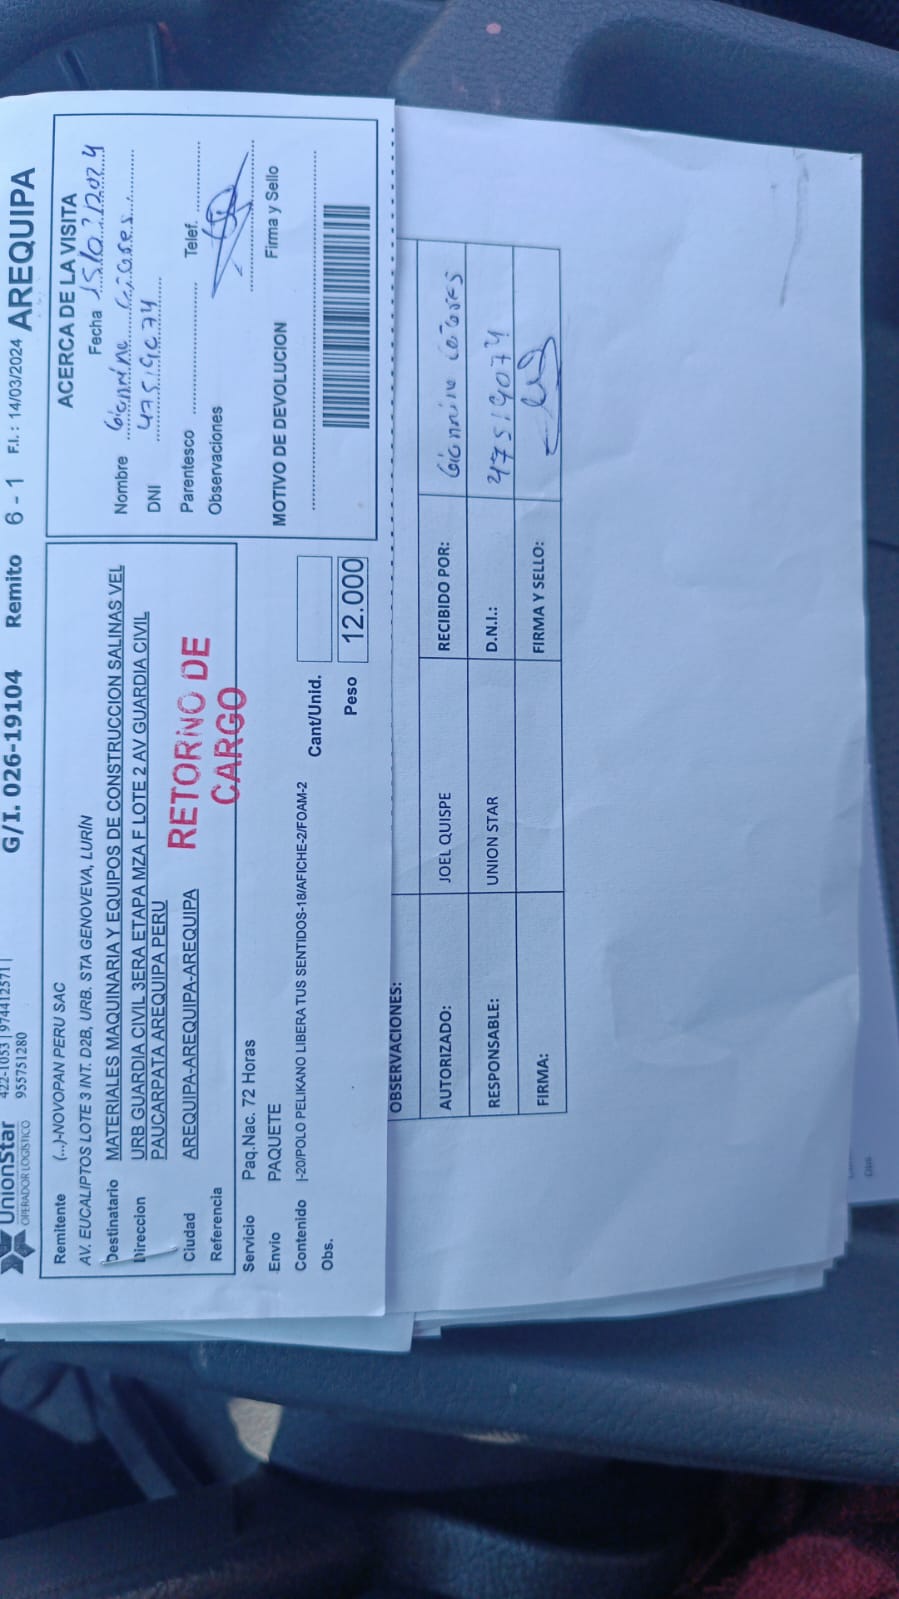 UnionStar
OPERADOR LOGÍSTICO
422-1053 | 974412571 |
955751280
G/I. 026-19104 Remito 6 - 1 F.I. : 14/03/2024 AREQUIPA
Remitente (...)-NOVOPAN PERU SAC
AV. EUCALIPTOS LOTE 3 INT. D2B, URB. STA GENOVEVA, LURÍN
Destinatario MATERIALES MAQUINARIA Y EQUIPOS DE CONSTRUCCION SALINAS VEL
Direccion URB GUARDIA CIVIL 3ERA ETAPA MZA F LOTE 2 AV GUARDIA CIVIL
PAUCARPATA AREQUIPA PERU
Ciudad AREQUIPA-AREQUIPA-AREQUIPA
Referencia
RETORNO DE
CARGO
Servicio Paq.Nac. 72 Horas
Envio PAQUETE
Contenido |-20/POLO PELIKANO LIBERA TUS SENTIDOS-18/AFICHE-2/FOAM-2
Obs.
Cant/Unid.
Peso 12.000
ACERCA DE LA VISITA
Fecha 15/03/2024
Nombre Giannina
DNI 47519074
Parentesco Telef.
Observaciones
Firma y Sello
MOTIVO DE DEVOLUCION
OBSERVACIONES:
AUTORIZADO: JOEL QUISPE RECIBIDO POR: Giannina
RESPONSABLE: UNION STAR D.N.I.: 47519074
FIRMA: FIRMA Y SELLO: